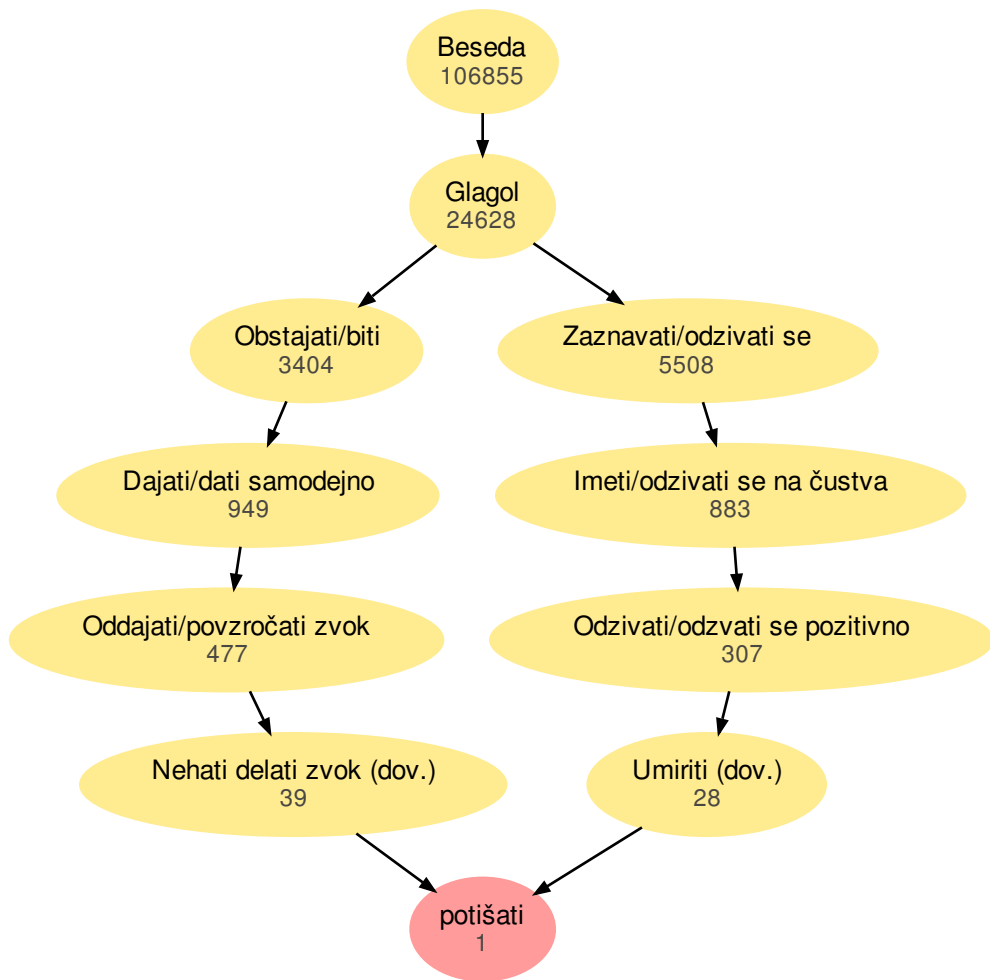 Beseda
106855
Glagol
24628
Obstajati/biti
3404
Zaznavati/odzivati se
5508
Dajati/dati samodejno
949
Imeti/odzivati se na čustva
883
Oddajati/povzročati zvok
477
Odzivati/odzvati se pozitivno
307
Nehati delati zvok (dov.)
39
Umiriti (dov.)
28
potišati
1